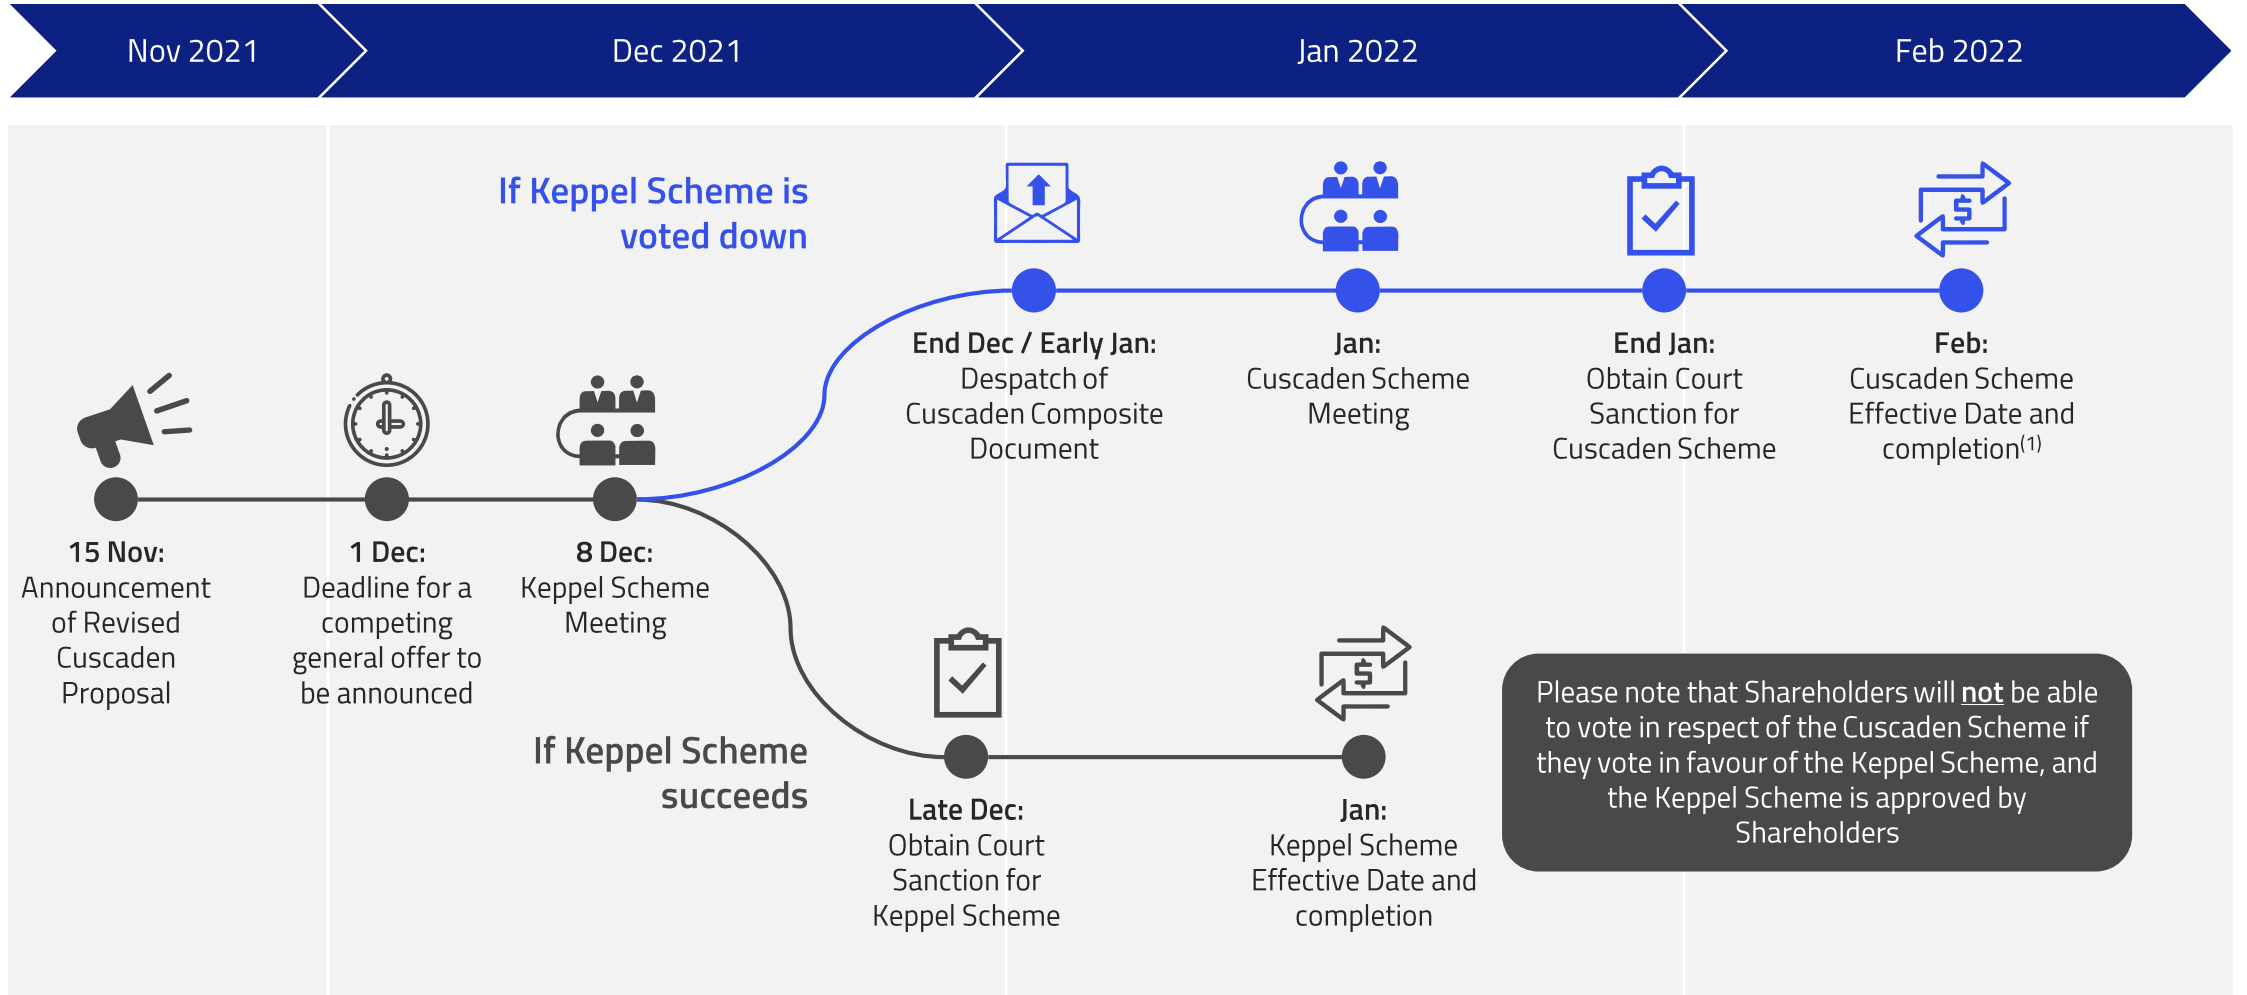 Nov 2021
Dec 2021
Jan 2022
Feb 2022
If Keppel Scheme is
voted down
End Dec / Early Jan:
Despatch of
Cuscaden Composite
Document
Jan:
Cuscaden Scheme
Meeting
End Jan:
Obtain Court
Sanction for
Cuscaden Scheme
Feb:
Cuscaden Scheme
Effective Date and
completion(1)
15 Nov:
Announcement
of Revised
Cuscaden
Proposal
1 Dec:
Deadline for a
competing
general offer to
be announced
8 Dec:
Keppel Scheme
Meeting
If Keppel Scheme
succeeds
Late Dec:
Obtain Court
Sanction for
Keppel Scheme
Jan:
Keppel Scheme
Effective Date and
completion
Please note that Shareholders will not be able
to vote in respect of the Cuscaden Scheme if
they vote in favour of the Keppel Scheme, and
the Keppel Scheme is approved by
Shareholders